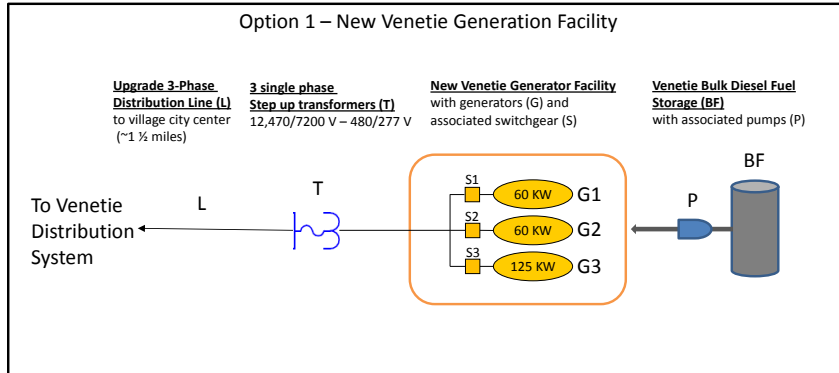 Option 1 – New Venetie Generation Facility
Upgrade 3-Phase
Distribution Line (L)
to village city center
(~1 ½ miles)
3 single phase
Step up transformers (T)
12,470/7200 V – 480/277 V
New Venetie Generator Facility
with generators (G) and
associated switchgear (S)
Venetie Bulk Diesel Fuel
Storage (BF)
with associated pumps (P)
To Venetie
Distribution
System
L
T
S1
60 KW
G1
S2
60 KW
G2
S3
125 KW
G3
P
BF